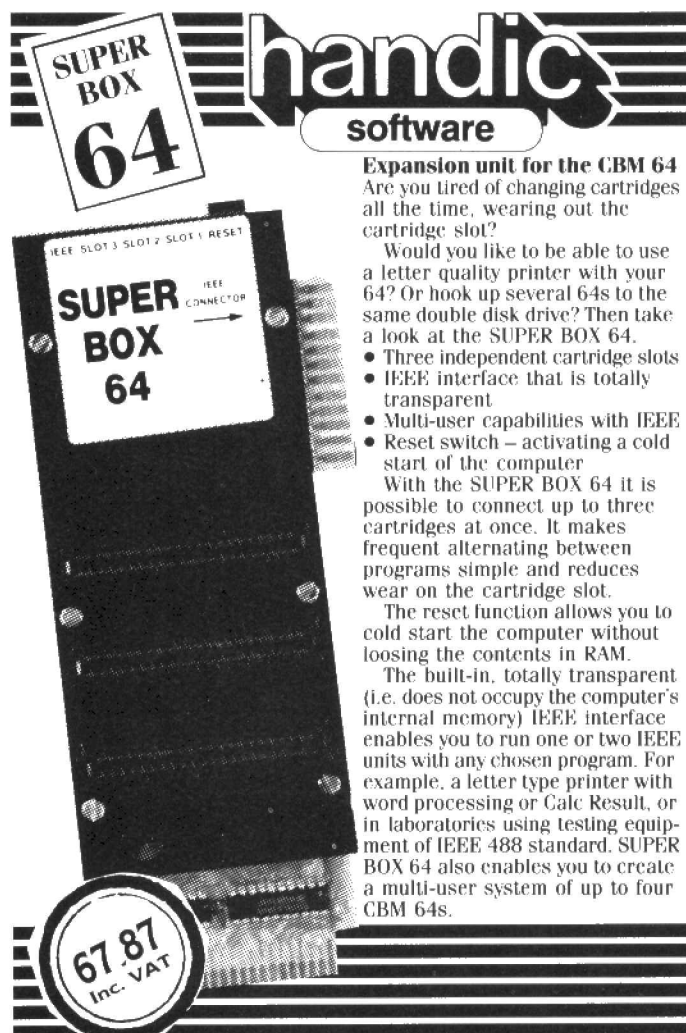 SUPER
BOX
64
handic
software
IEEE SLOT 3 SLOT 2 SLOT 1 RESET
SUPER
BOX
64
IEEE
CONNECTOR
Expansion unit for the CBM 64
Are you tired of changing cartridges
all the time, wearing out the
cartridge slot?
Would you like to be able to use
a letter quality printer with your
64? Or hook up several 64s to the
same double disk drive? Then take
a look at the SUPER BOX 64.
• Three independent cartridge slots
• IEEE interface that is totally
transparent
• Multi-user capabilities with IEEE
• Reset switch – activating a cold
start of the computer
With the SUPER BOX 64 it is
possible to connect up to three
cartridges at once. It makes
frequent alternating between
programs simple and reduces
wear on the cartridge slot.
The reset function allows you to
cold start the computer without
loosing the contents in RAM.
The built-in, totally transparent
(i.e. does not occupy the computer's
internal memory) IEEE interface
enables you to run one or two IEEE
units with any chosen program. For
example, a letter type printer with
word processing or Calc Result, or
in laboratories using testing equip-
ment of IEEE 488 standard. SUPER
BOX 64 also enables you to create
a multi-user system of up to four
CBM 64s.
67.87
Inc. VAT